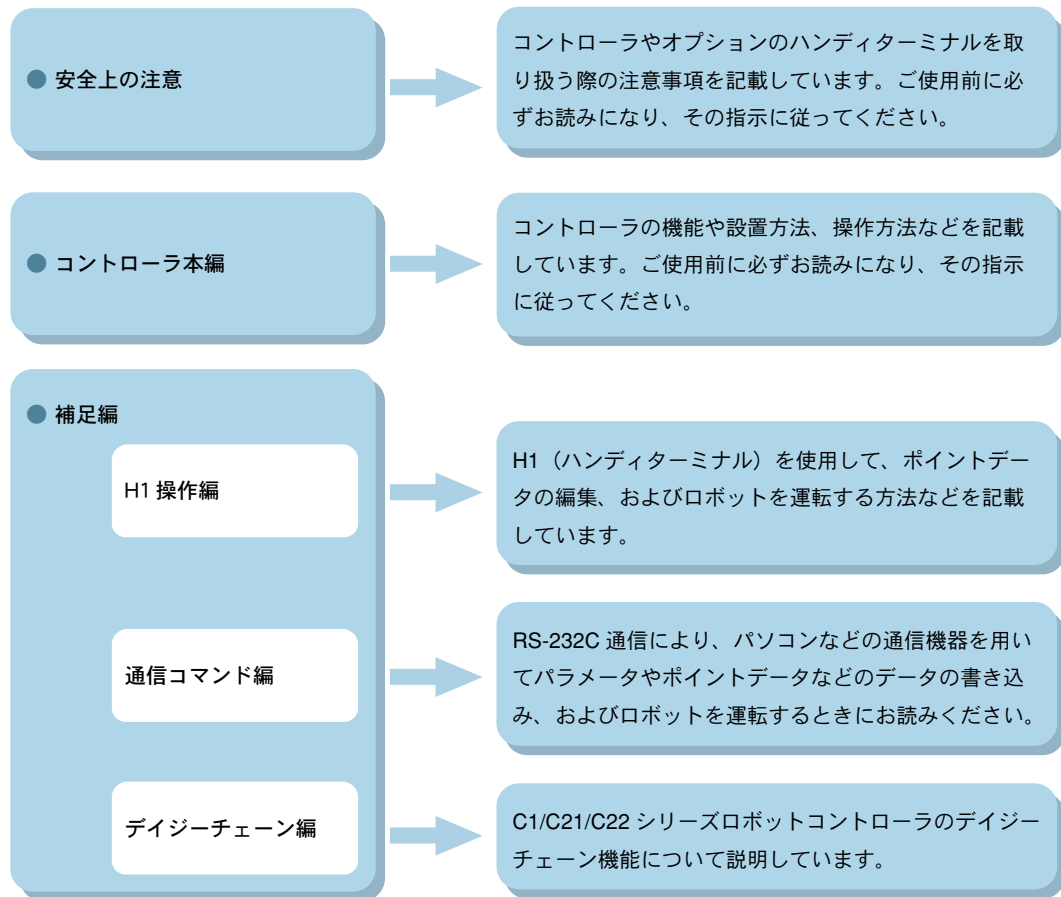 ● 安全上の注意
コントローラやオプションのハンディターミナルを取
り扱う際の注意事項を記載しています。ご使用前に必
ずお読みになり、その指示に従ってください。
● コントローラ本編
コントローラの機能や設置方法、操作方法などを記載
しています。ご使用前に必ずお読みになり、その指示
に従ってください。
● 補足編
H1 操作編
H1（ハンディターミナル）を使用して、ポイントデー
タの編集、およびロボットを運転する方法などを記載
しています。
通信コマンド編
RS-232C 通信により、パソコンなどの通信機器を用い
てパラメータやポイントデータなどのデータの書き込
み、およびロボットを運転するときにお読みください。
デイジーチェーン編
C1/C21/C22 シリーズロボットコントローラのデイジー
チェーン機能について説明しています。